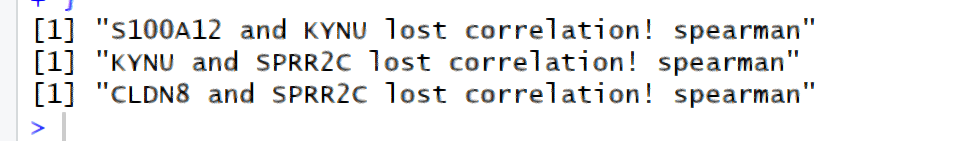 + }
[1] "S100A12 and KYNU lost correlation! spearman"
[1] "KYNU and SPRR2C lost correlation! spearman"
[1] "CLDN8 and SPRR2C lost correlation! spearman"
>